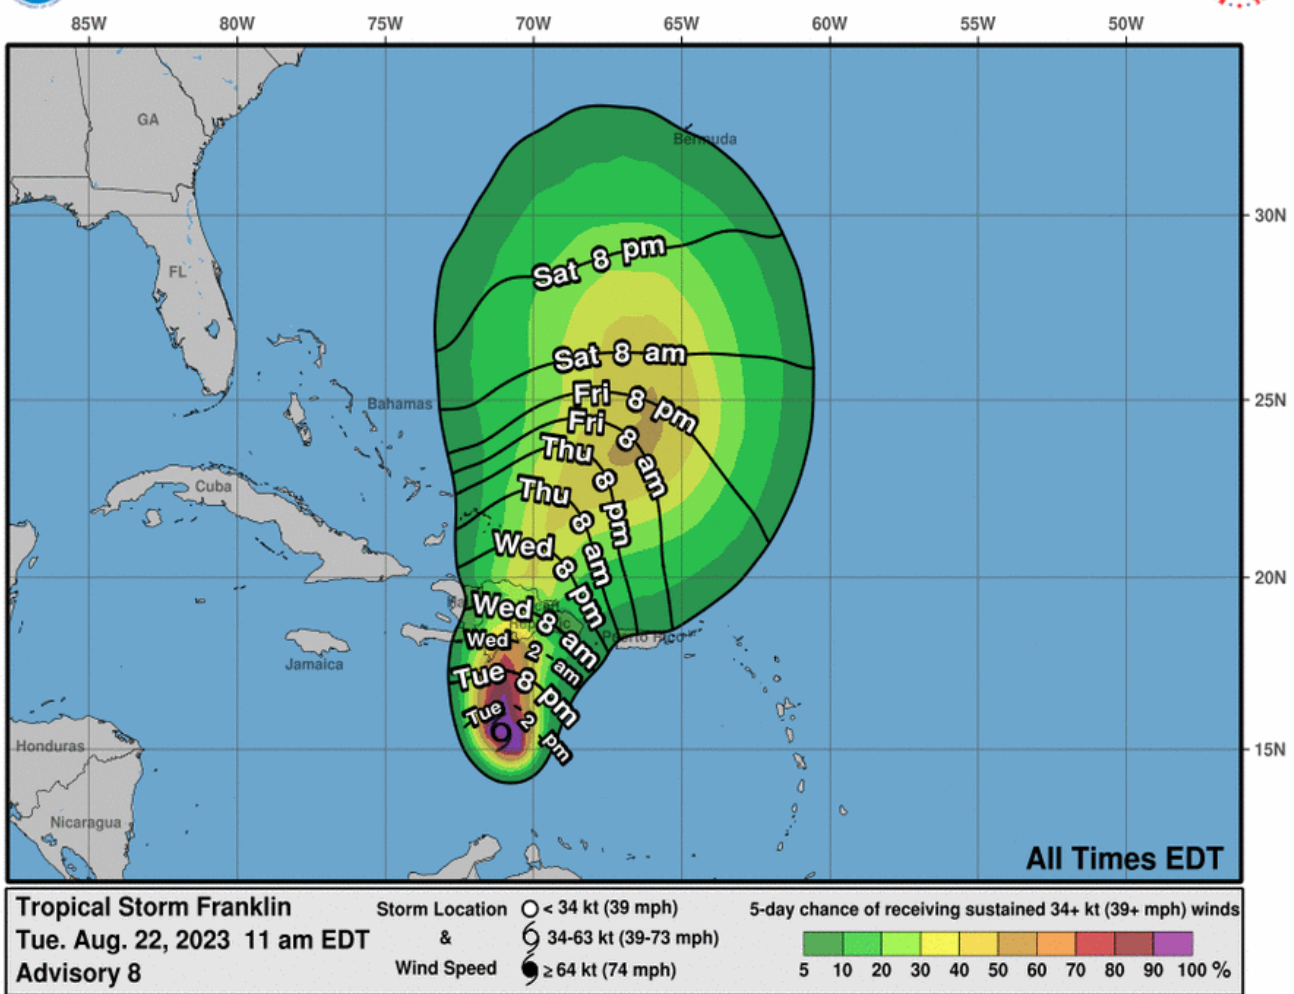 85W 80W 75W 70W 65W 60W 55W 50W
GA
Bermuda
30N
Sat 8 pm
FL
Sat 8 am
Fri 8 pm
Bahamas
25N
Fri 8 am
Thu 8 pm
Cuba
Thu 8 am
Wed 8 pm
20N
Wed 8 am
Puerto Rico
Wed 2 am
Jamaica
Tue 8 pm
Tue 2 pm
Honduras
15N
Nicaragua
All Times EDT
Tropical Storm Franklin
Tue. Aug. 22, 2023 11 am EDT
Advisory 8
Storm Location
&
Wind Speed
< 34 kt (39 mph)
34-63 kt (39-73 mph)
≥ 64 kt (74 mph)
5-day chance of receiving sustained 34+ kt (39+ mph) winds
5 10 20 30 40 50 60 70 80 90 100 %